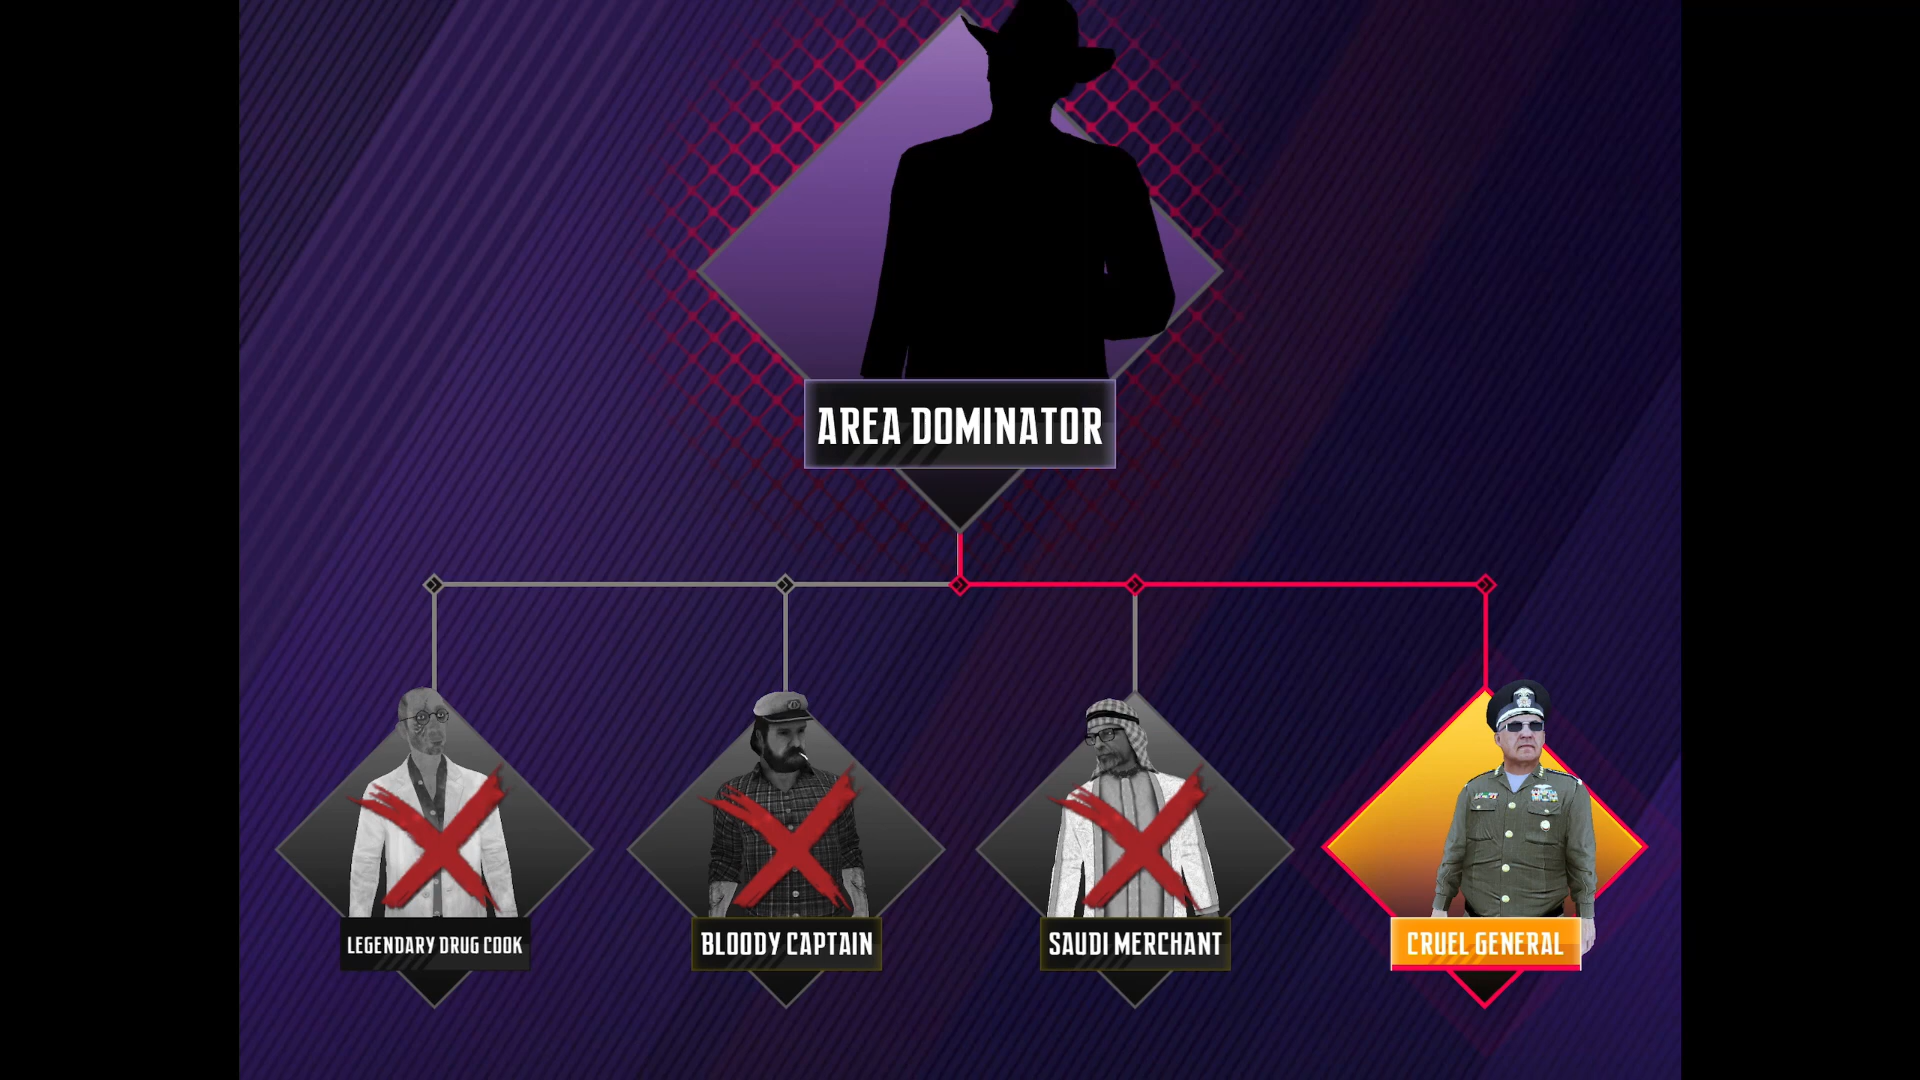 AREA DOMINATOR
LEGENDARY DRUG COOK
BLOODY CAPTAIN
SAUDI MERCHANT
CRUEL GENERAL